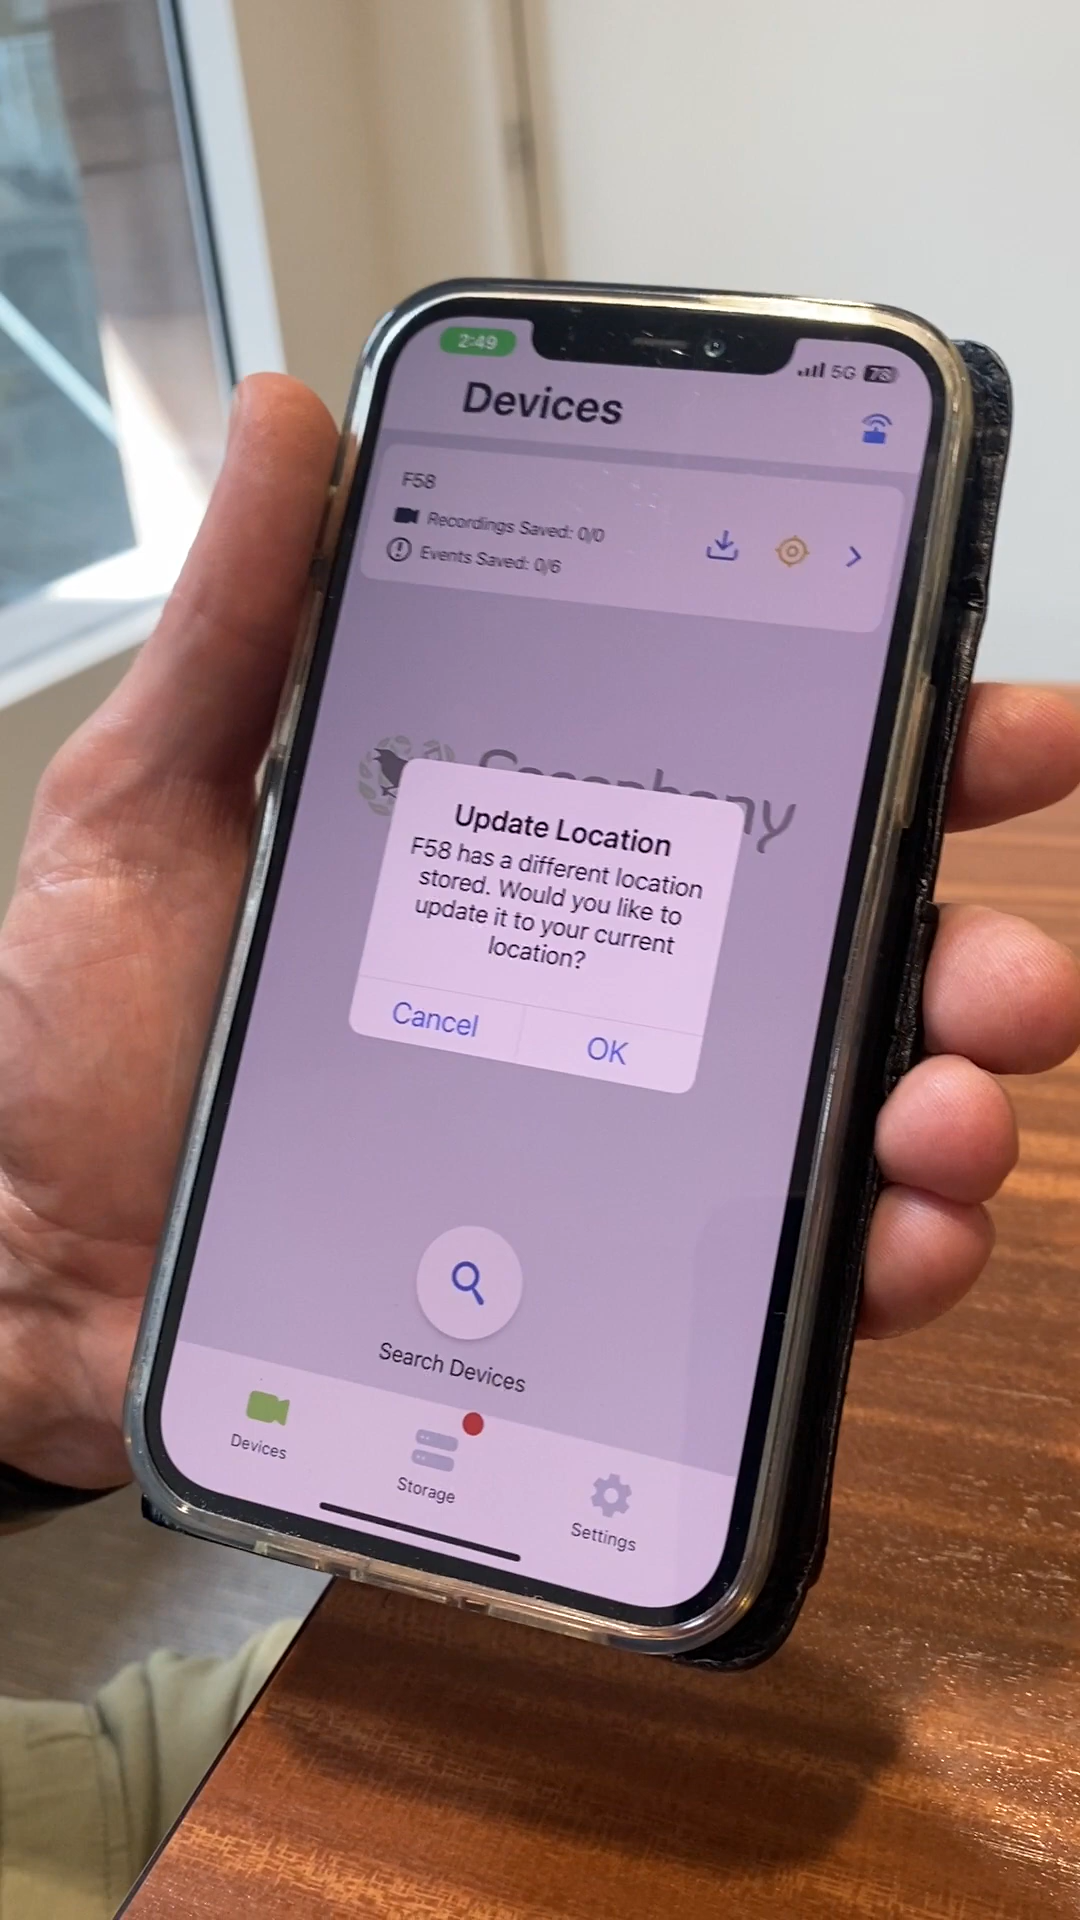 2:49
5G 73
Devices
F58
Recordings Saved: 0/0
Events Saved: 0/6
Update Location
F58 has a different location
stored. Would you like to
update it to your current
location?
Cancel
OK
Search Devices
Devices
Storage
Settings